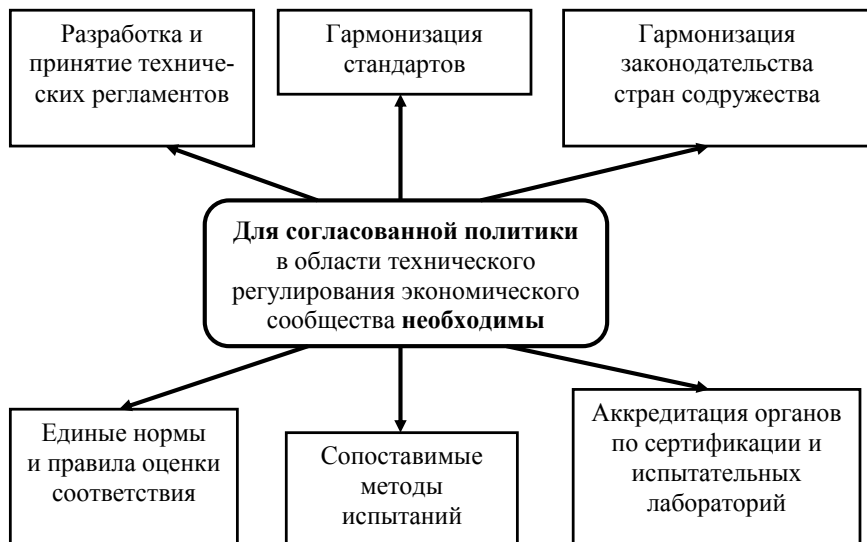 Разработка и
принятие техниче-
ских регламентов
Гармонизация
стандартов
Гармонизация
законодательства
стран содружества
Для согласованной политики
в области технического
регулирования экономического
сообщества необходимы
Единые нормы
и правила оценки
соответствия
Сопоставимые
методы
испытаний
Аккредитация органов
по сертификации и
испытательных
лабораторий